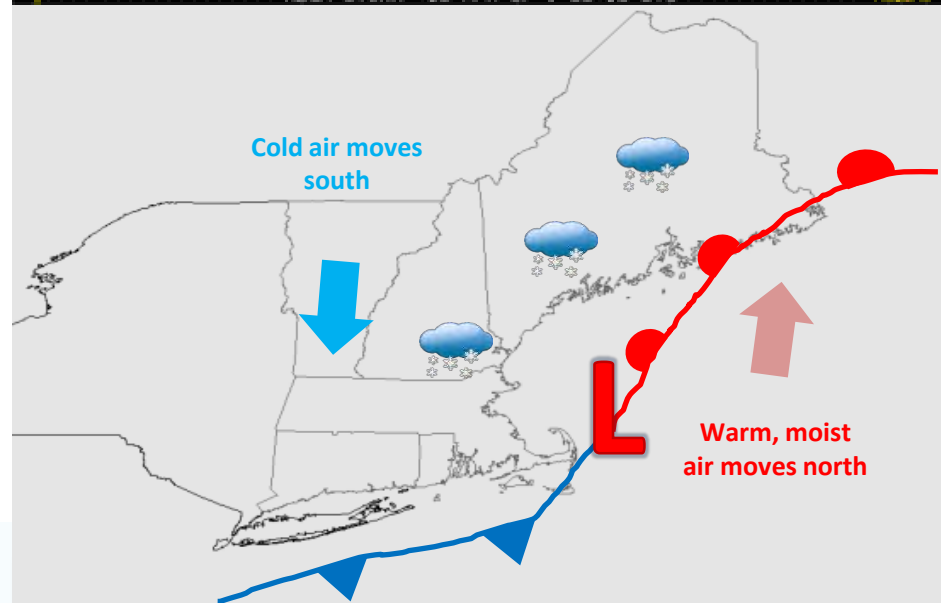 Cold air moves
south
L
Warm, moist
air moves north